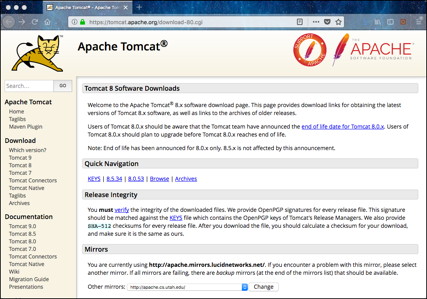 Apache Tomcat® - Apache Tomcat
https://tomcat.apache.org/download-80.cgi
Apache Tomcat®
THE
APACHE
SOFTWARE FOUNDATION
Search... GO
Apache Tomcat
Home
Taglibs
Maven Plugin
Download
Which version?
Tomcat 9
Tomcat 8
Tomcat 7
Tomcat Connectors
Tomcat Native
Taglibs
Archives
Documentation
Tomcat 9.0
Tomcat 8.5
Tomcat 8.0
Tomcat 7.0
Tomcat Connectors
Tomcat Native
Wiki
Migration Guide
Presentations
Tomcat 8 Software Downloads
Welcome to the Apache Tomcat® 8.x software download page. This page provides download links for obtaining the latest
versions of Tomcat 8.x software, as well as links to the archives of older releases.
Users of Tomcat 8.0.x should be aware that the Tomcat team have announced the end of life date for Tomcat 8.0.x. Users of
Tomcat 8.0.x should plan to upgrade before Tomcat 8.0.x reaches end of life.
Note: End of life has been announced for 8.0.x only. 8.5.x is not affected by this announcement.
Quick Navigation
KEYS | 8.5.34 | 8.0.53 | Browse | Archives
Release Integrity
You must verify the integrity of the downloaded files. We provide OpenPGP signatures for every release file. This signature
should be matched against the KEYS file which contains the OpenPGP keys of Tomcat's Release Managers. We also provide
SHA-512 checksums for every release file. After you download the file, you should calculate a checksum for your download,
and make sure it is the same as ours.
Mirrors
You are currently using http://apache.mirrors.lucidnetworks.net/. If you encounter a problem with this mirror, please select
another mirror. If all mirrors are failing, there are backup mirrors (at the end of the mirrors list) that should be available.
Other mirrors: http://apache.cs.utah.edu/ Change